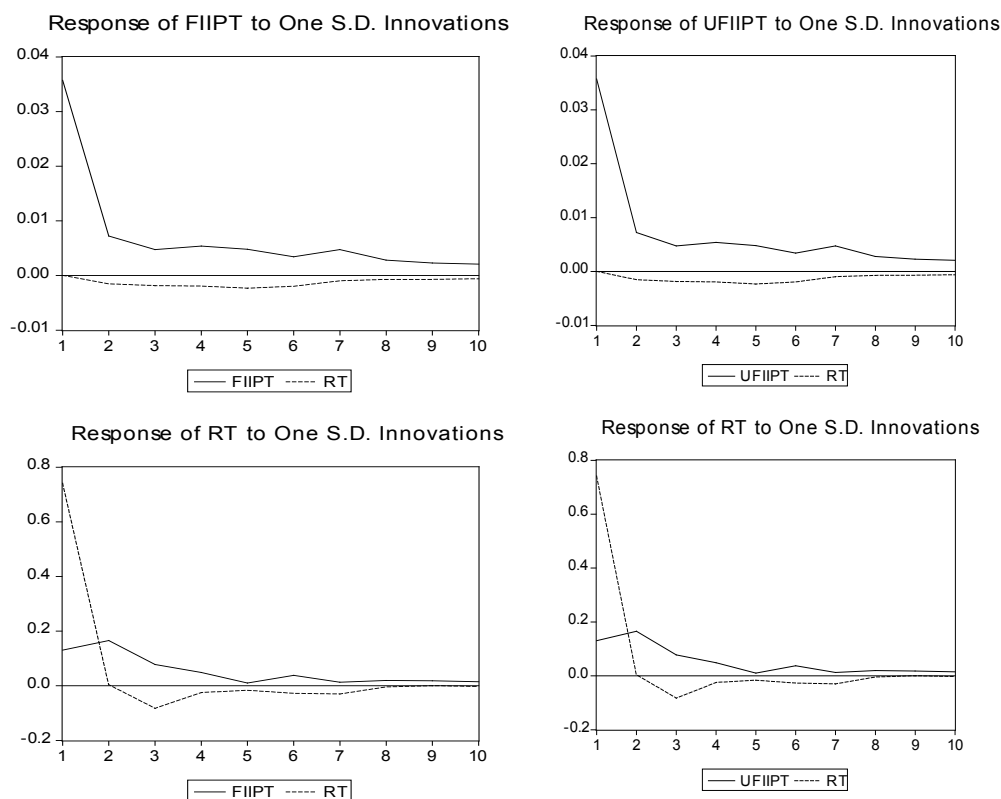 Response of FIIPT to One S.D. Innovations
0.04
0.03
0.02
0.01
0.00
-0.01
1 2 3 4 5 6 7 8 9 10
FIIPT RT
Response of UFIIPT to One S.D. Innovations
0.04
0.03
0.02
0.01
0.00
-0.01
1 2 3 4 5 6 7 8 9 10
UFIIPT RT
Response of RT to One S.D. Innovations
0.8
0.6
0.4
0.2
0.0
-0.2
1 2 3 4 5 6 7 8 9 10
FIIPT RT
Response of RT to One S.D. Innovations
0.8
0.6
0.4
0.2
0.0
-0.2
1 2 3 4 5 6 7 8 9 10
UFIIPT RT